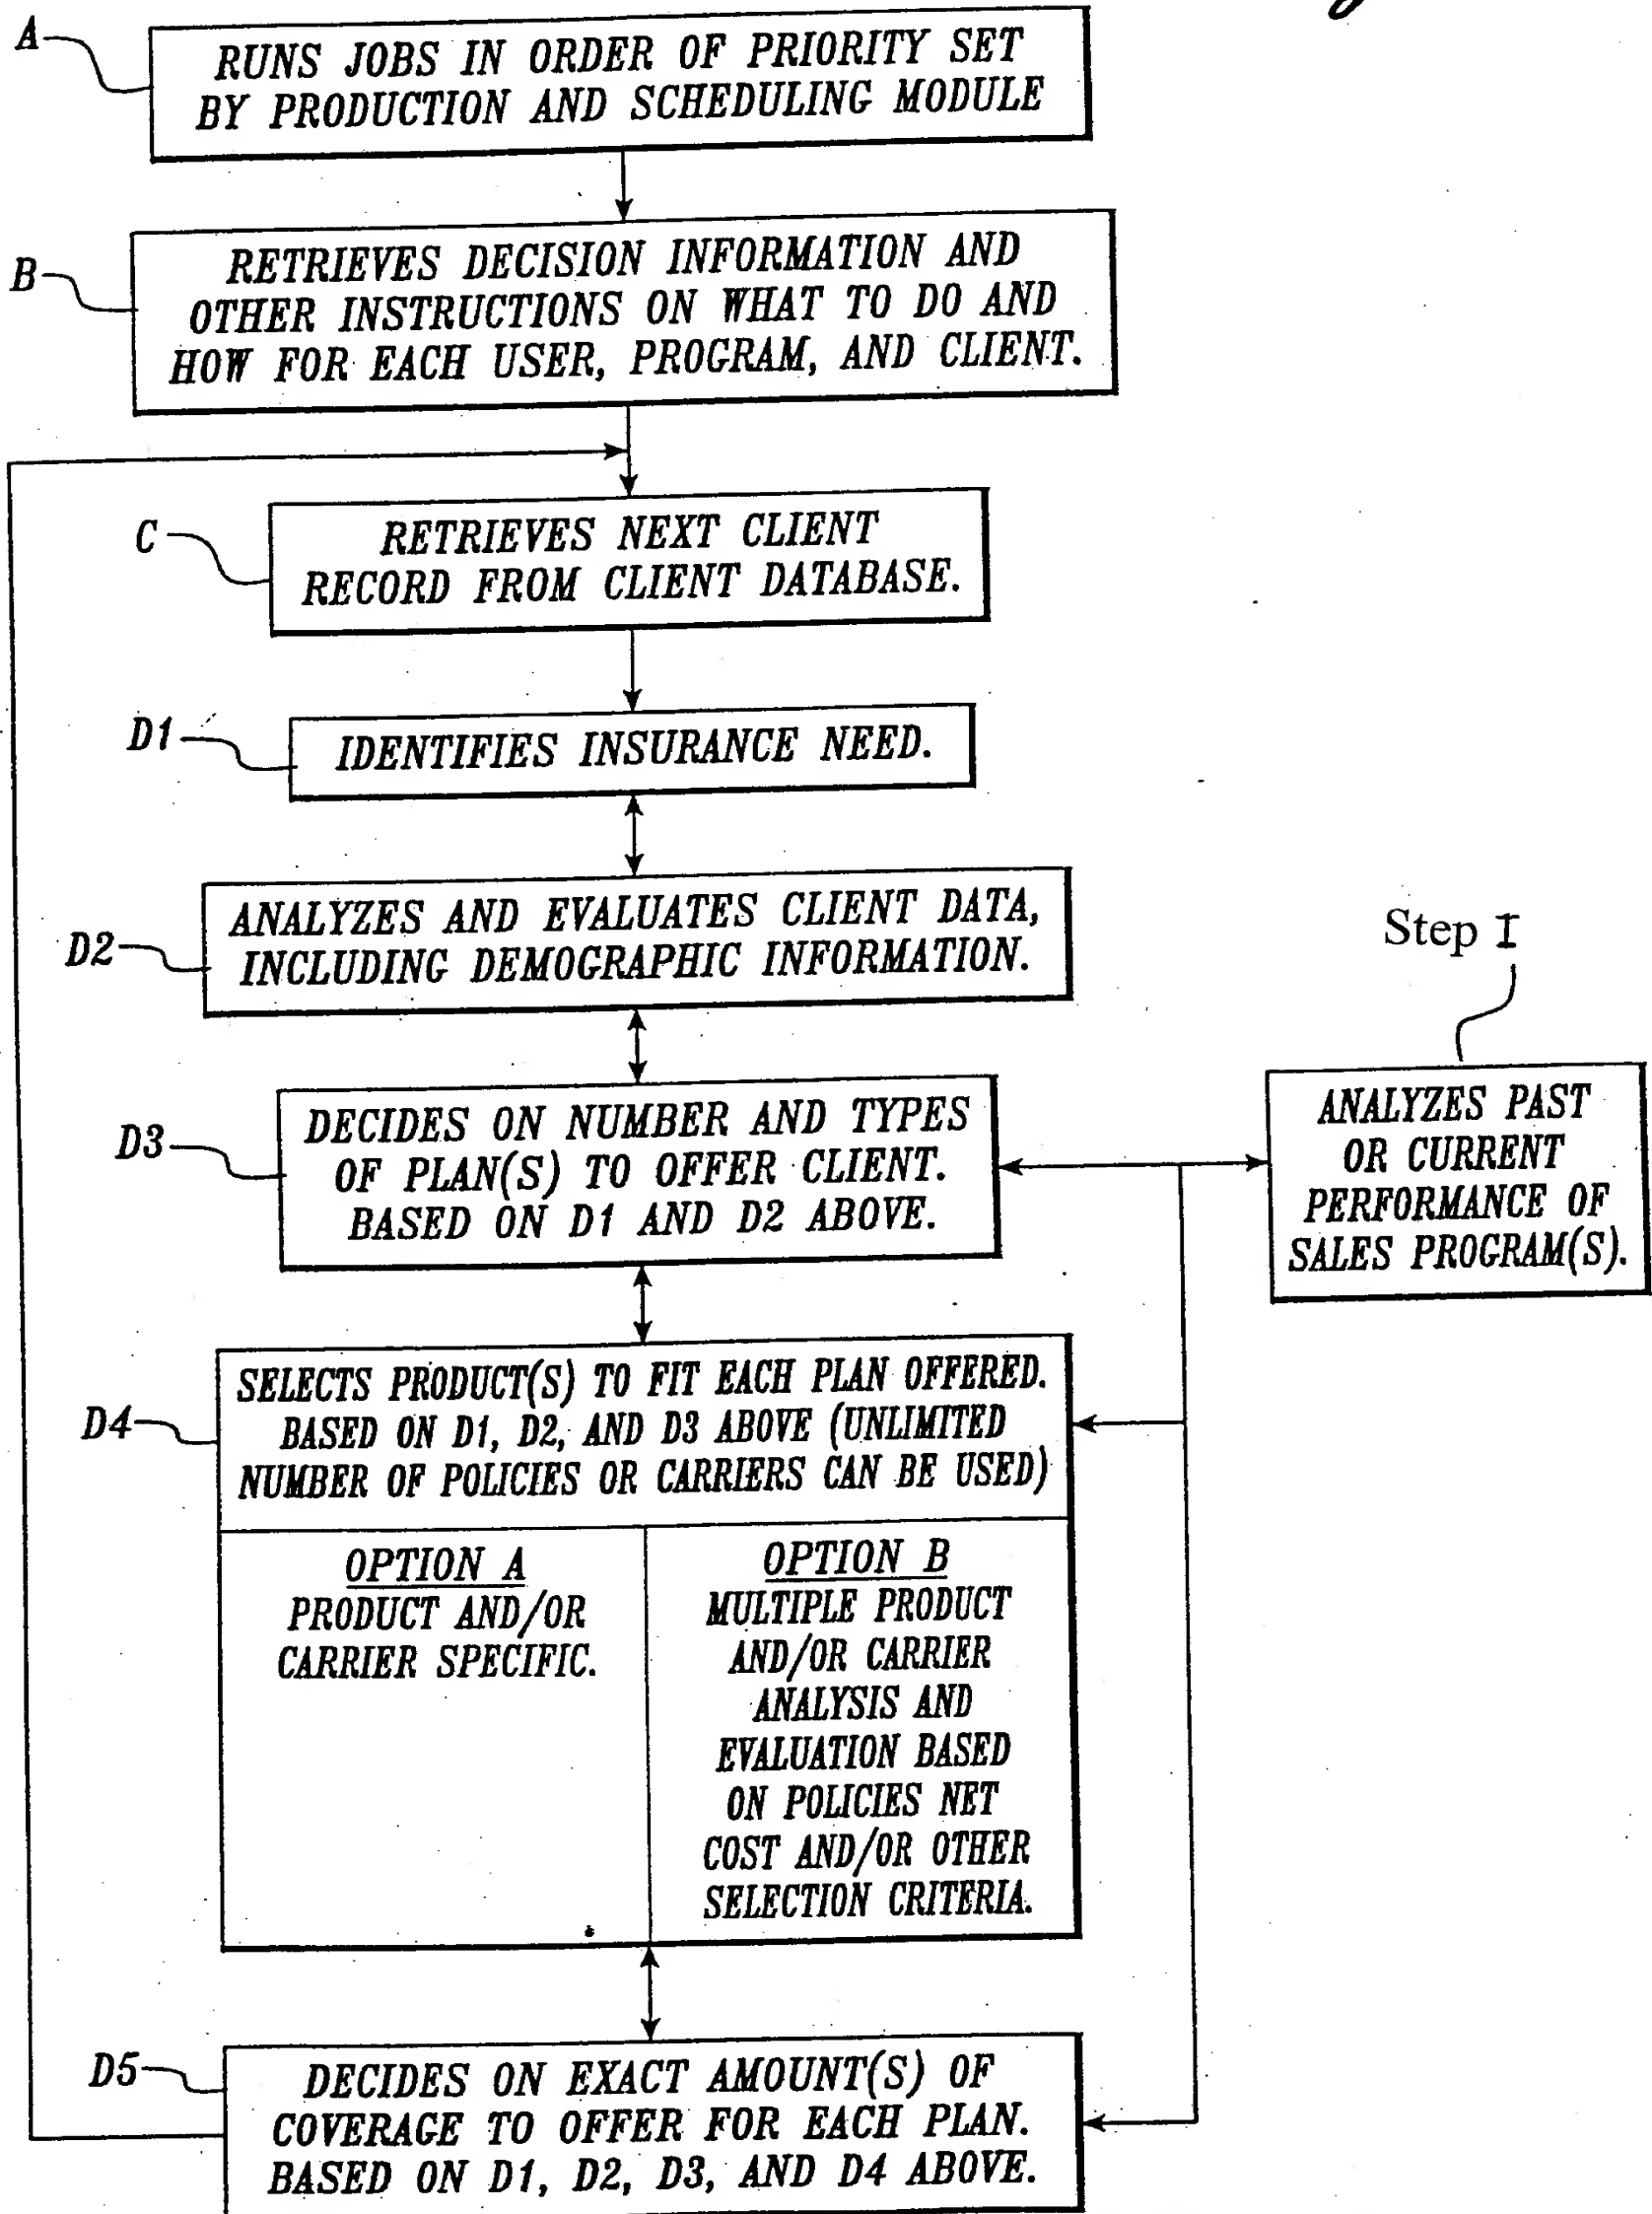 A
RUNS JOBS IN ORDER OF PRIORITY SET
BY PRODUCTION AND SCHEDULING MODULE
B
RETRIEVES DECISION INFORMATION AND
OTHER INSTRUCTIONS ON WHAT TO DO AND
HOW FOR EACH USER, PROGRAM, AND CLIENT.
C
RETRIEVES NEXT CLIENT
RECORD FROM CLIENT DATABASE.
D1
IDENTIFIES INSURANCE NEED.
D2
ANALYZES AND EVALUATES CLIENT DATA,
INCLUDING DEMOGRAPHIC INFORMATION.
Step I
D3
DECIDES ON NUMBER AND TYPES
OF PLAN(S) TO OFFER CLIENT.
BASED ON D1 AND D2 ABOVE.
ANALYZES PAST
OR CURRENT
PERFORMANCE OF
SALES PROGRAM(S).
D4
SELECTS PRODUCT(S) TO FIT EACH PLAN OFFERED.
BASED ON D1, D2, AND D3 ABOVE (UNLIMITED
NUMBER OF POLICIES OR CARRIERS CAN BE USED)
OPTION A
PRODUCT AND/OR
CARRIER SPECIFIC.
OPTION B
MULTIPLE PRODUCT
AND/OR CARRIER
ANALYSIS AND
EVALUATION BASED
ON POLICIES NET
COST AND/OR OTHER
SELECTION CRITERIA.
D5
DECIDES ON EXACT AMOUNT(S) OF
COVERAGE TO OFFER FOR EACH PLAN.
BASED ON D1, D2, D3, AND D4 ABOVE.